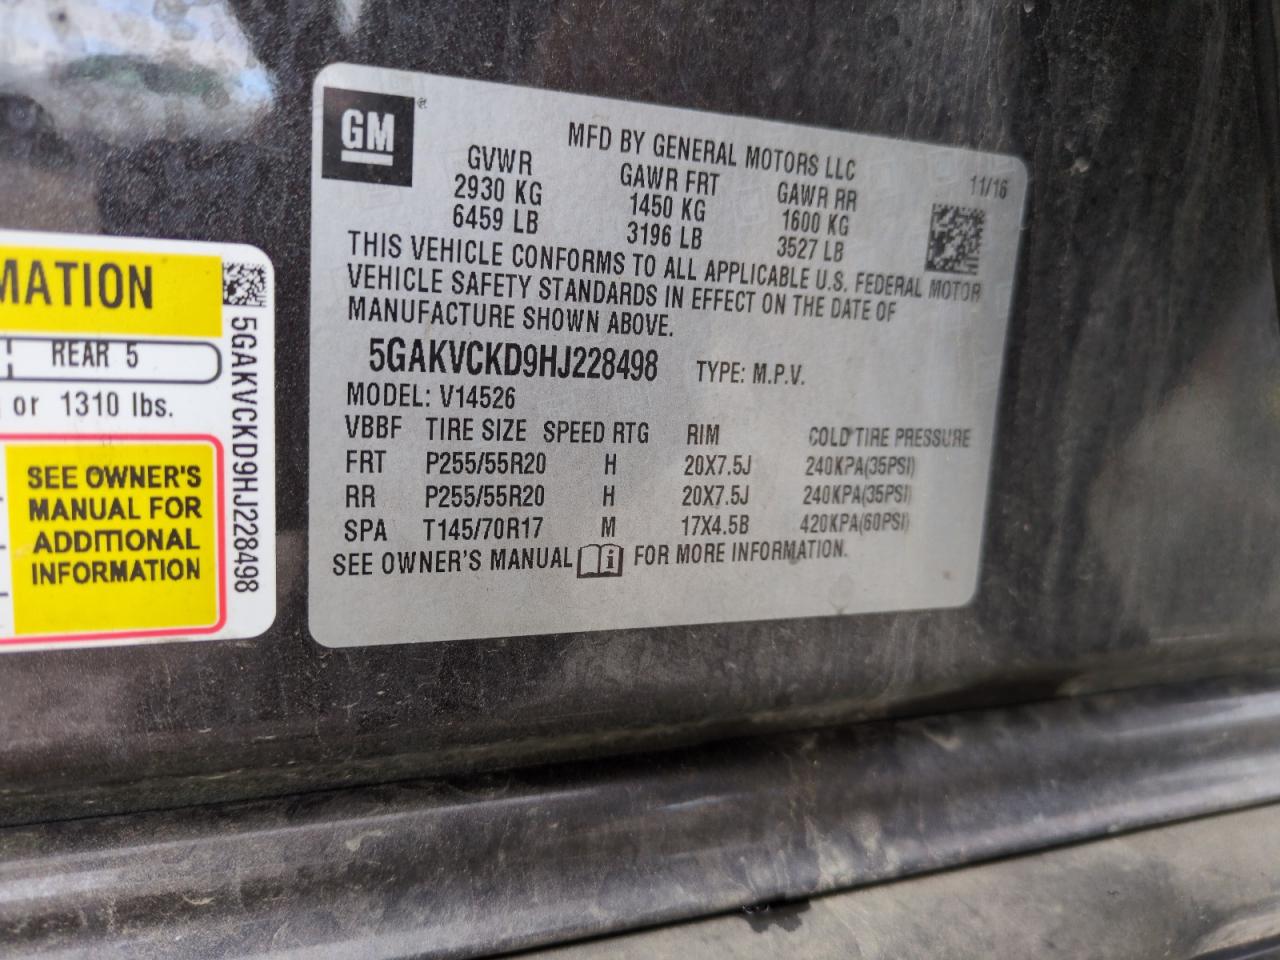 MATION
REAR 5
or 1310 lbs.
SEE OWNER'S
MANUAL FOR
ADDITIONAL
INFORMATION
5GAKVCKD9HJ228498
GM®
MFD BY GENERAL MOTORS LLC
11/16
GVWR GAWR FRT GAWR RR
2930 KG 1450 KG 1600 KG
6459 LB 3196 LB 3527 LB
THIS VEHICLE CONFORMS TO ALL APPLICABLE U.S. FEDERAL MOTOR
VEHICLE SAFETY STANDARDS IN EFFECT ON THE DATE OF
MANUFACTURE SHOWN ABOVE.
5GAKVCKD9HJ228498 TYPE: M.P.V.
MODEL: V14526
VBBF TIRE SIZE SPEED RTG RIM COLD TIRE PRESSURE
FRT P255/55R20 H 20X7.5J 240KPA(35PSI)
RR P255/55R20 H 20X7.5J 240KPA(35PSI)
SPA T145/70R17 M 17X4.5B 420KPA(60PSI)
SEE OWNER'S MANUAL i FOR MORE INFORMATION.